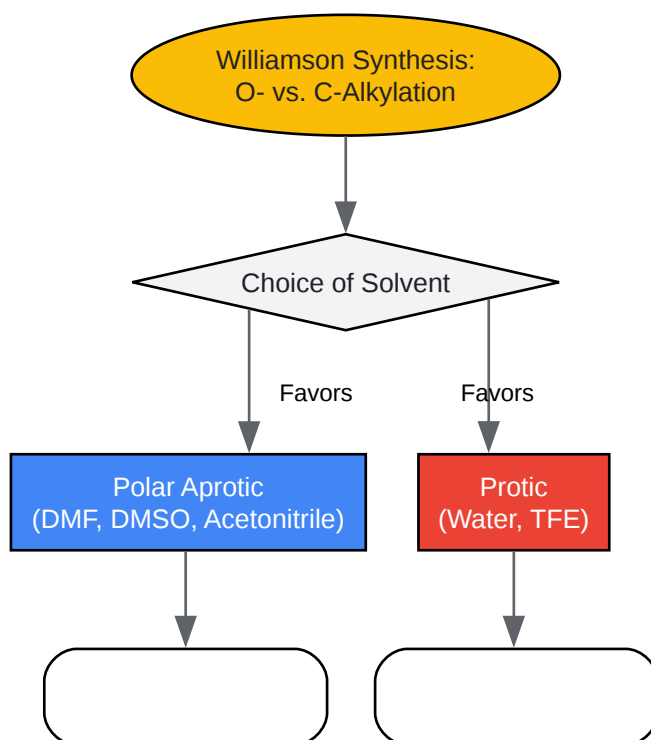 Williamson Synthesis:
O- vs. C-Alkylation
Choice of Solvent
Favors
Favors
Polar Aprotic
(DMF, DMSO, Acetonitrile)
Protic
(Water, TFE)